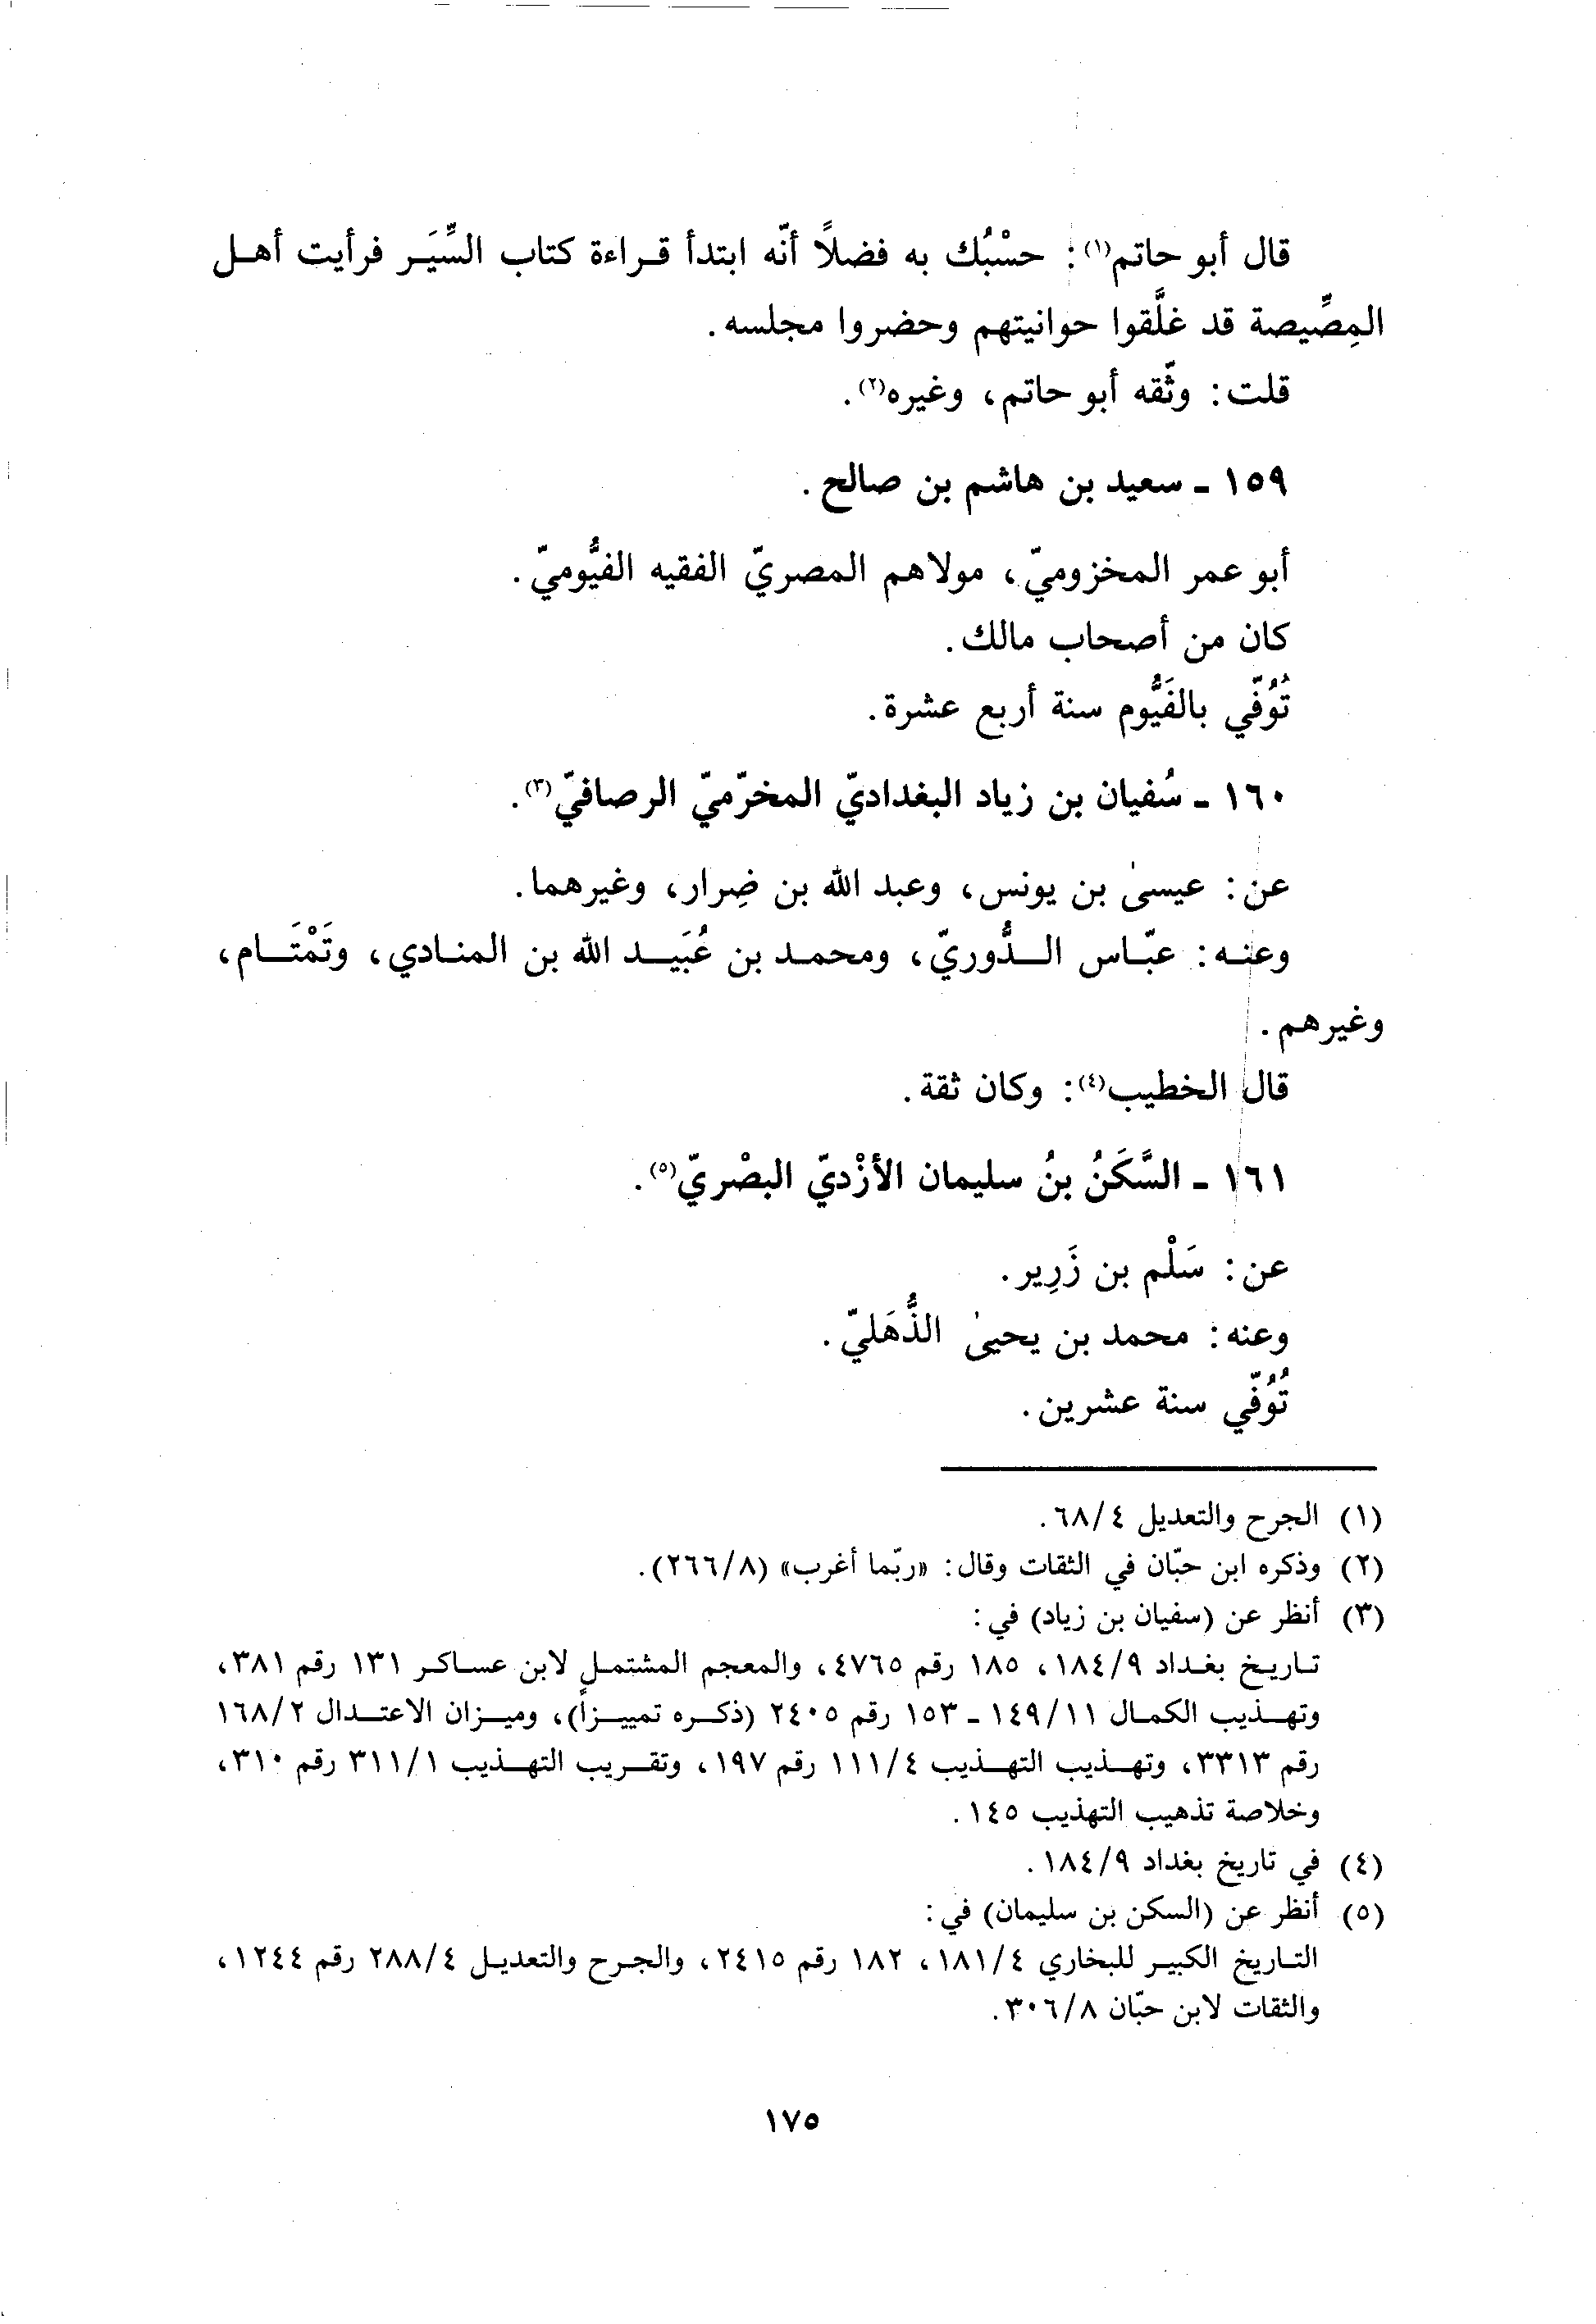 قال أبو حاتم(١): حسْبُك به فضلاً أنّه ابتدأ قراءة كتاب السِّيَر فرأيت أهل
المِصِّيصة قد غلَّقوا حوانيتهم وحضروا مجلسه.
قلت: وثّقه أبو حاتم، وغيره(٢).
١٥٩ - سعيد بن هاشم بن صالح.
أبو عمر المخزوميّ، مولاهم المصريّ الفقيه الفيُّوميّ.
كان من أصحاب مالك.
تُوُفّي بالفَيُّوم سنة أربع عشرة.
١٦٠ - سُفيان بن زياد البغداديّ المخرّميّ الرصافيّ(٣).
عن: عيسىٰ بن يونس، وعبد الله بن ضِرار، وغيرهما.
وعنه: عبّاس الدُّوريّ، ومحمد بن عُبَيد الله بن المنادي، وتَمْتَام،
وغيرهم.
قال الخطيب(٤): وكان ثقة.
١٦١ - السَّكَنُ بنُ سليمان الأزْديّ البصْريّ(٥).
عن: سَلْم بن زَرِير.
وعنه: محمد بن يحيىٰ الذُّهَليّ.
تُوُفّي سنة عشرين.
(١) الجرح والتعديل ٦٨/٤.
(٢) وذكره ابن حبّان في الثقات وقال: «ربّما أغرب» (٢٦٦/٨).
(٣) أنظر عن (سفيان بن زياد) في:
تاريخ بغداد ١٨٤/٩، ١٨٥ رقم ٤٧٦٥، والمعجم المشتمل لابن عساكر ١٣١ رقم ٣٨١،
وتهذيب الكمال ١٤٩/١١ - ١٥٣ رقم ٢٤٠٥ (ذكره تمييزاً)، وميزان الاعتدال ١٦٨/٢
رقم ٣٣١٣، وتهذيب التهذيب ١١١/٤ رقم ١٩٧، وتقريب التهذيب ٣١١/١ رقم ٣١٠،
وخلاصة تذهيب التهذيب ١٤٥.
(٤) في تاريخ بغداد ١٨٤/٩.
(٥) أنظر عن (السكن بن سليمان) في:
التاريخ الكبير للبخاري ١٨١/٤، ١٨٢ رقم ٢٤١٥، والجرح والتعديل ٢٨٨/٤ رقم ١٢٤٤،
والثقات لابن حبّان ٣٠٦/٨.
١٧٥